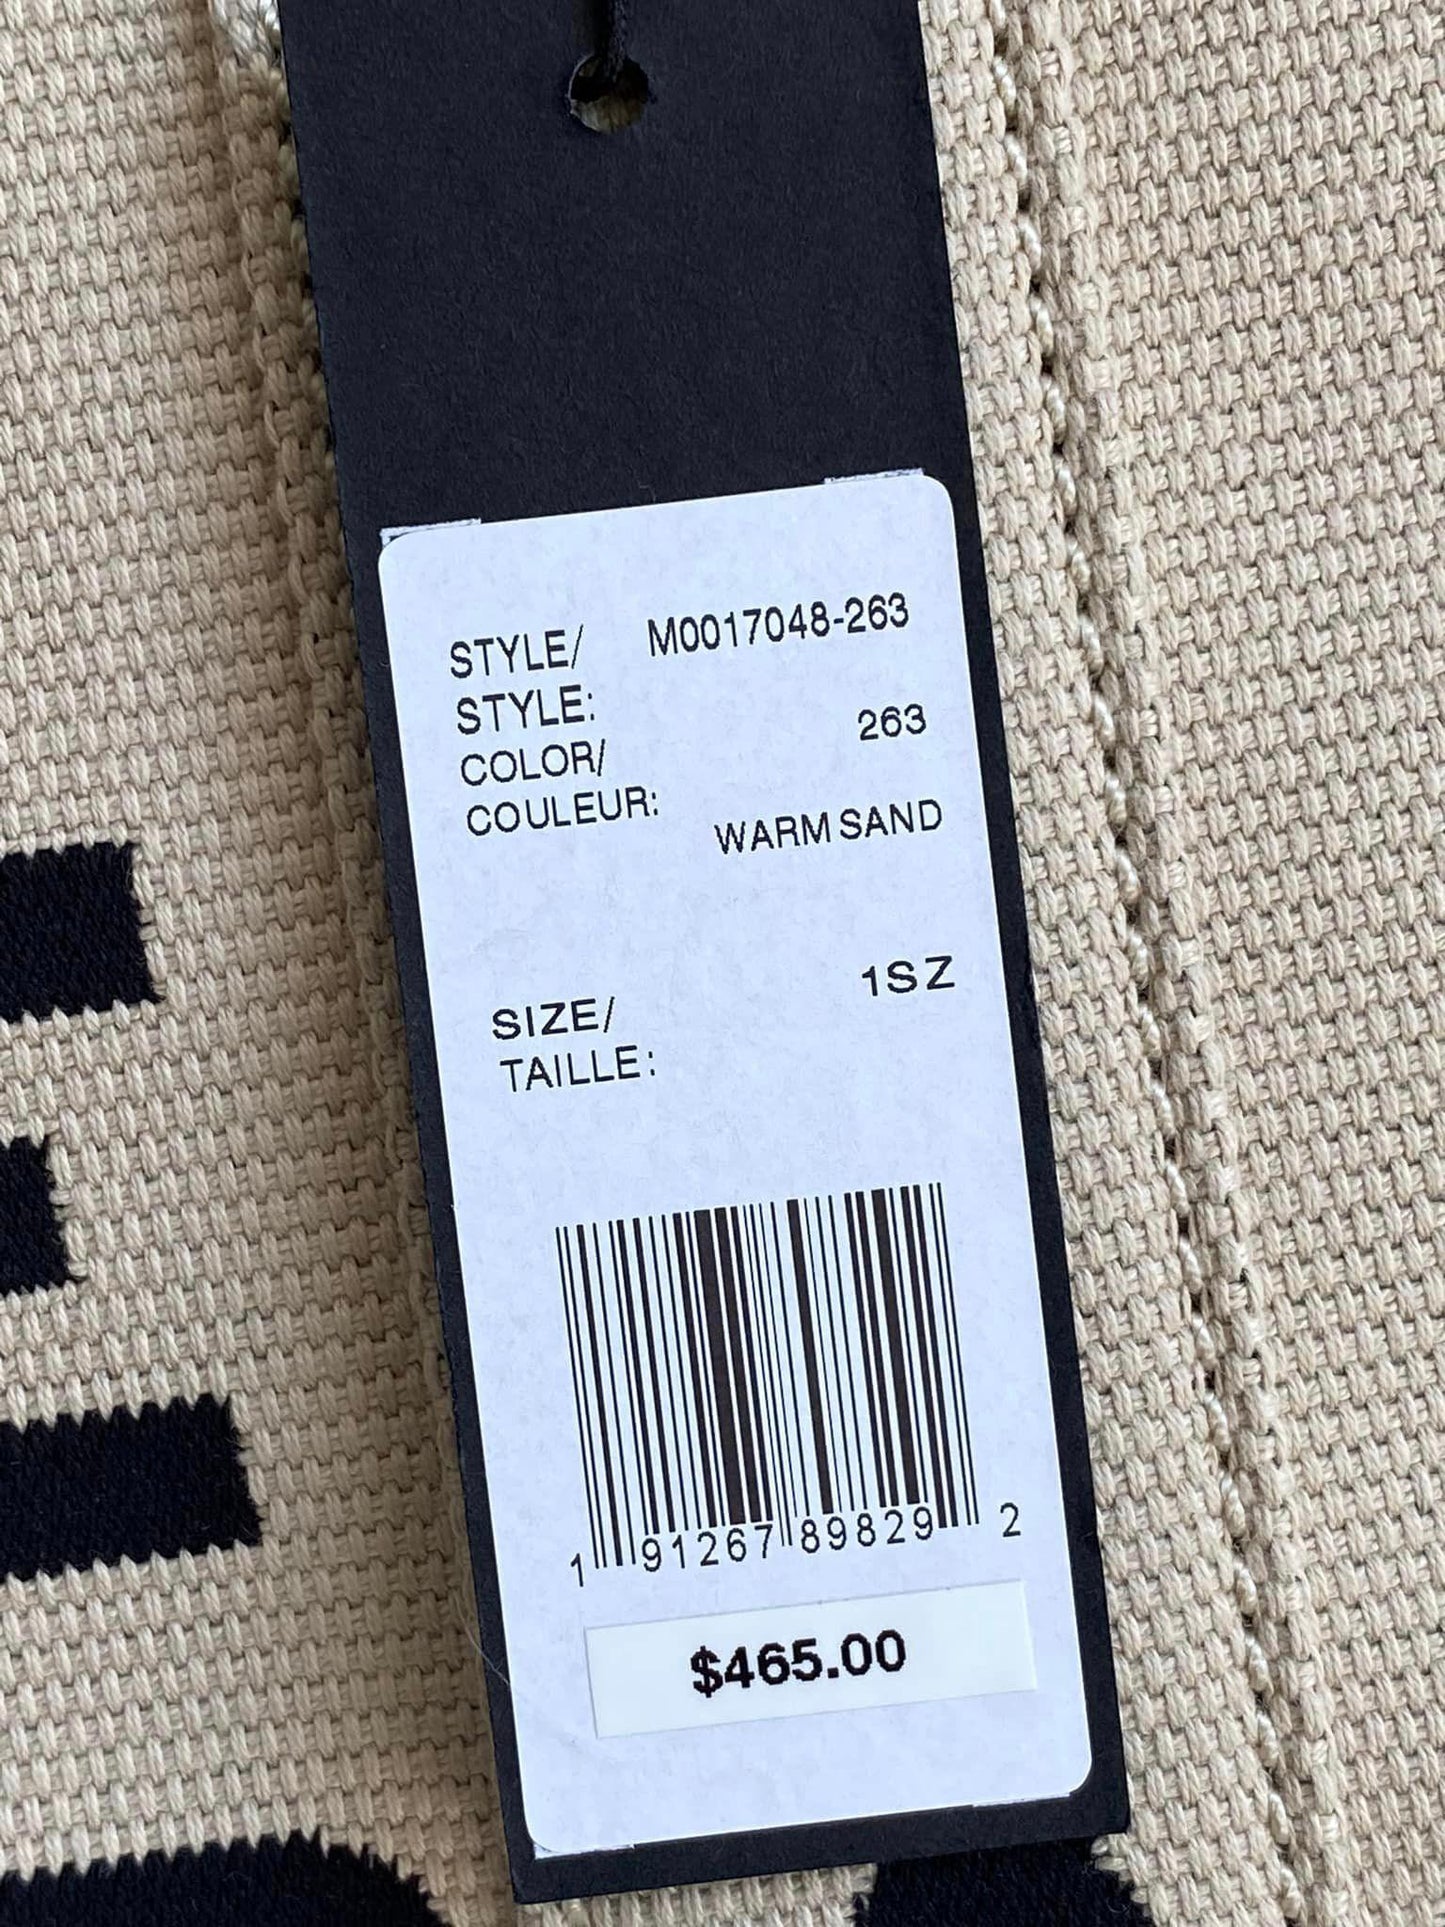 STYLE/ M0017048-263
STYLE:
COLOR/ 263
COULEUR:
WARM SAND
SIZE/ 1SZ
TAILLE:
1 91267 89829 2
$465.00